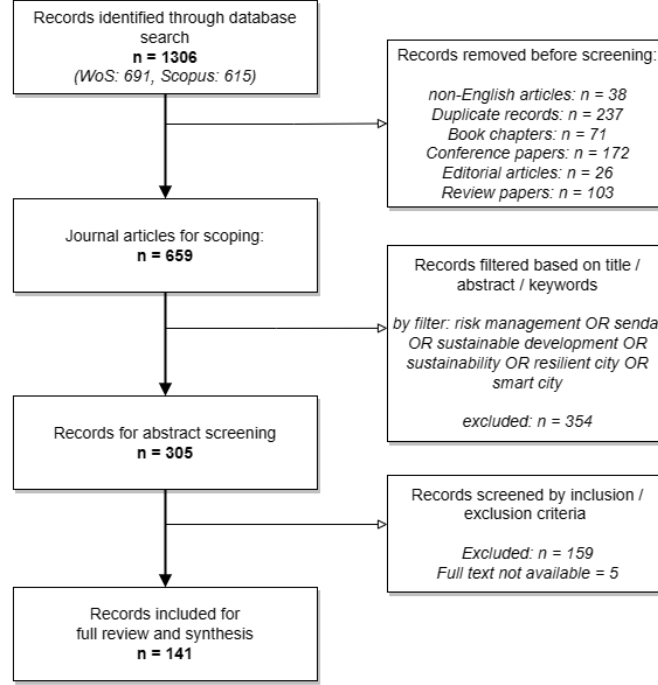 Records identified through database
search
n = 1306
(WoS: 691, Scopus: 615)
Records removed before screening:
non-English articles: n = 38
Duplicate records: n = 237
Book chapters: n = 71
Conference papers: n = 172
Editorial articles: n = 26
Review papers: n = 103
Journal articles for scoping:
n = 659
Records filtered based on title /
abstract / keywords
by filter: risk management OR sendai
OR sustainable development OR
sustainability OR resilient city OR
smart city
excluded: n = 354
Records for abstract screening
n = 305
Records screened by inclusion /
exclusion criteria
Excluded: n = 159
Full text not available = 5
Records included for
full review and synthesis
n = 141